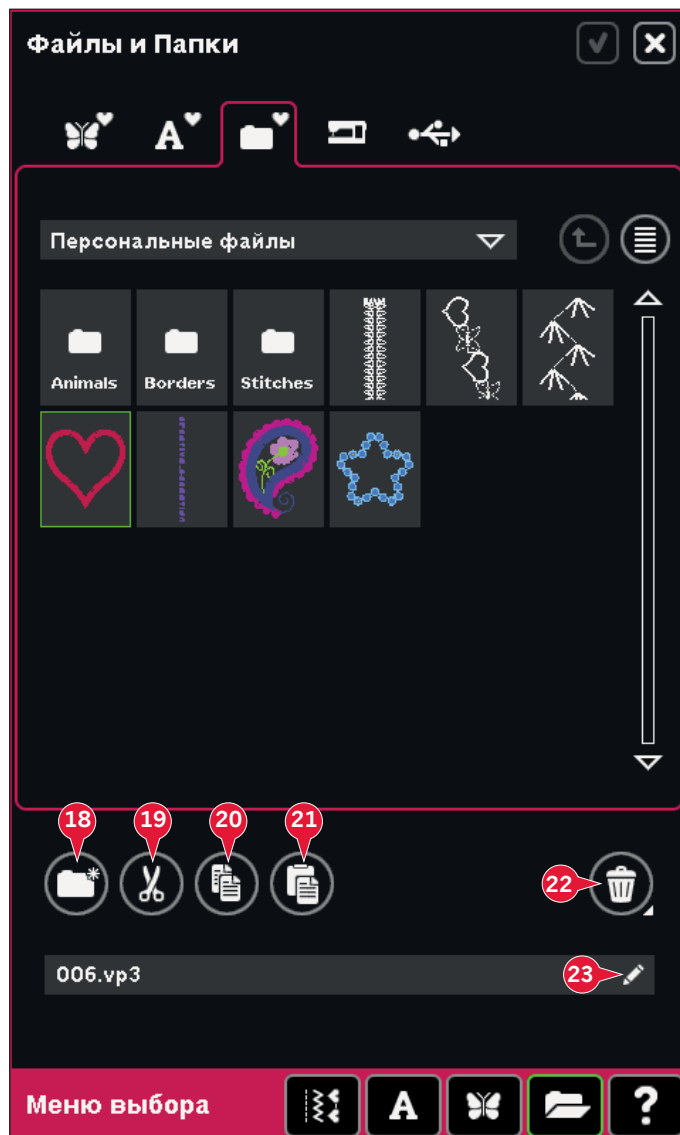 Файлы и Папки
A
Персональные файлы
Animals
Borders
Stitches
18
19
20
21
22
006.vp3
23
Меню выбора
A
?